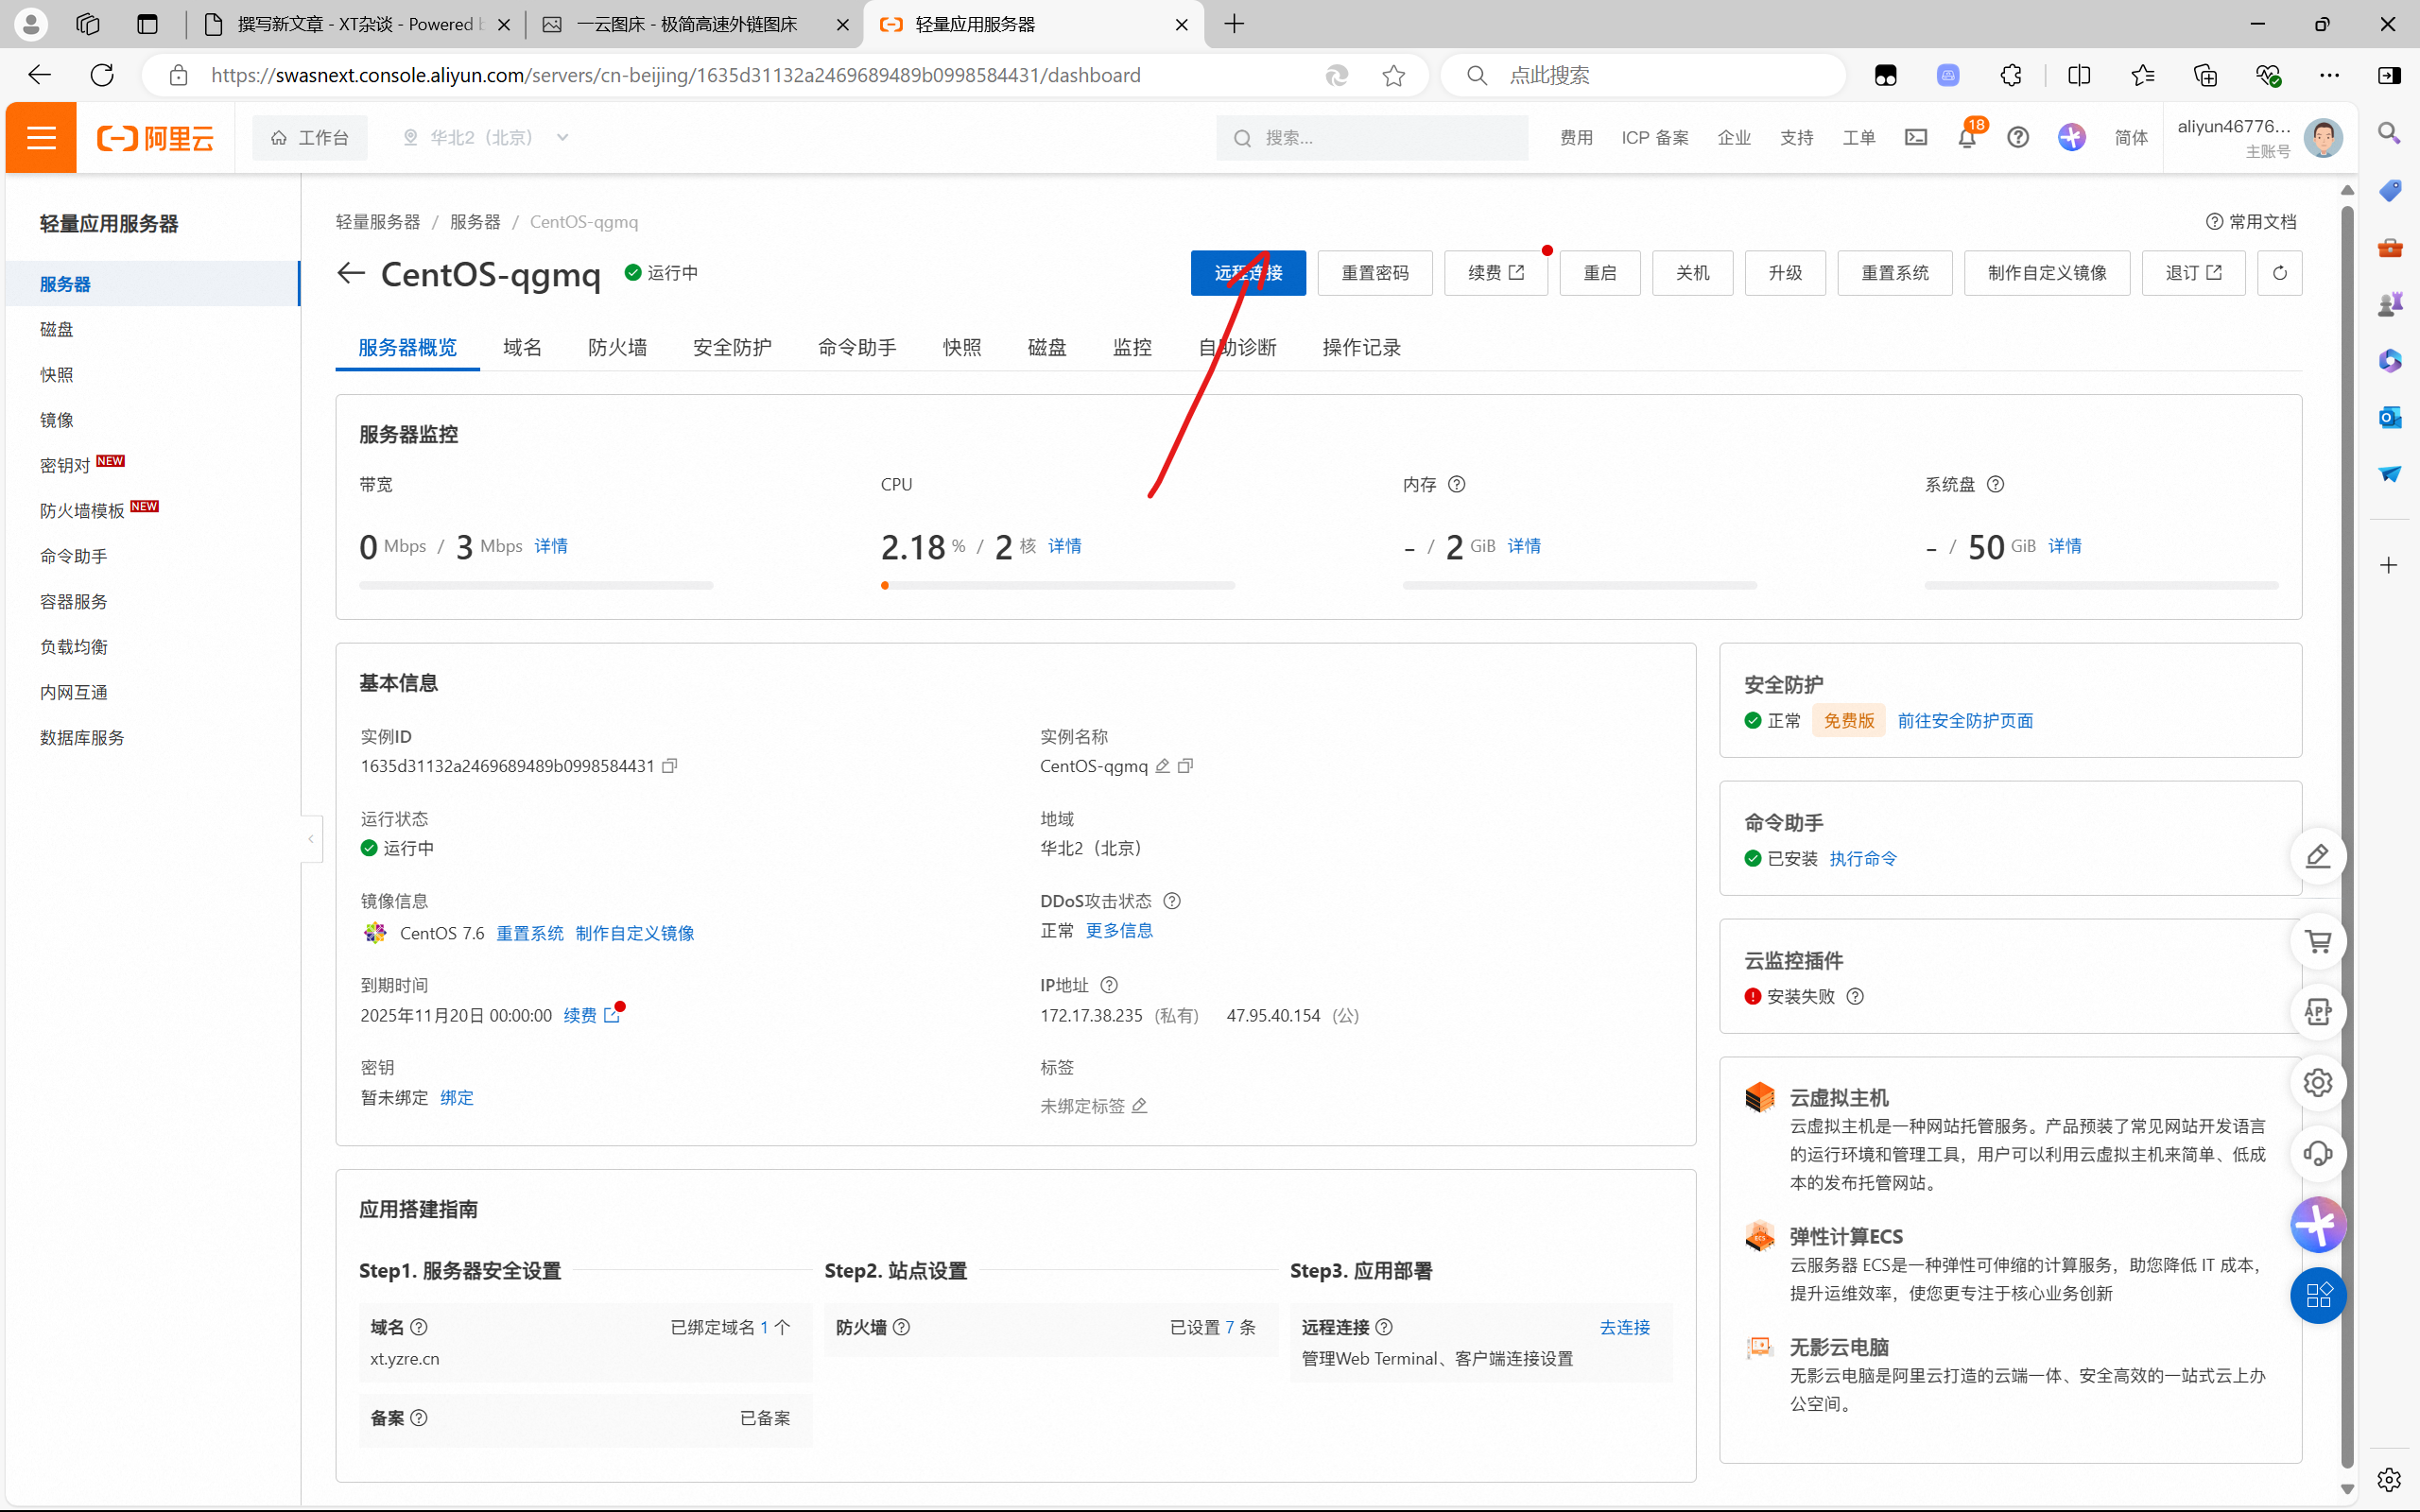 撰写新文章 - XT杂谈 - Powered
一云图床 - 极简高速外链图床
轻量应用服务器
https://swasnext.console.aliyun.com/servers/cn-beijing/1635d31132a2469689489b0998584431/dashboard
点此搜索
阿里云
工作台
华北2（北京）
搜索...
费用
ICP 备案
企业
支持
工单
18
简体
aliyun46776...
主账号
轻量应用服务器
服务器
磁盘
快照
镜像
密钥对 NEW
防火墙模板 NEW
命令助手
容器服务
负载均衡
内网互通
数据库服务
轻量服务器 / 服务器 / CentOS-qgmq
常用文档
CentOS-qgmq
运行中
远程连接
重置密码
续费
重启
关机
升级
重置系统
制作自定义镜像
退订
服务器概览
域名
防火墙
安全防护
命令助手
快照
磁盘
监控
自助诊断
操作记录
服务器监控
带宽
0 Mbps / 3 Mbps 详情
CPU
2.18 % / 2 核 详情
内存
- / 2 GiB 详情
系统盘
- / 50 GiB 详情
基本信息
实例ID
1635d31132a2469689489b0998584431
实例名称
CentOS-qgmq
运行状态
运行中
地域
华北2（北京）
镜像信息
CentOS 7.6 重置系统 制作自定义镜像
DDoS攻击状态
正常 更多信息
到期时间
2025年11月20日 00:00:00 续费
IP地址
172.17.38.235 (私有) 47.95.40.154 (公)
密钥
暂未绑定 绑定
标签
未绑定标签
安全防护
正常 免费版 前往安全防护页面
命令助手
已安装 执行命令
云监控插件
安装失败
云虚拟主机
云虚拟主机是一种网站托管服务。产品预装了常见网站开发语言
的运行环境和管理工具，用户可以利用云虚拟主机来简单、低成
本的发布托管网站。
ECS
弹性计算ECS
云服务器 ECS是一种弹性可伸缩的计算服务，助您降低 IT 成本，
提升运维效率，使您更专注于核心业务创新
无影云电脑
无影云电脑是阿里云打造的云端一体、安全高效的一站式云上办
公空间。
APP
应用搭建指南
Step1. 服务器安全设置
域名
已绑定域名 1 个
xt.yzre.cn
备案
已备案
Step2. 站点设置
防火墙
已设置 7 条
Step3. 应用部署
远程连接
去连接
管理Web Terminal、客户端连接设置